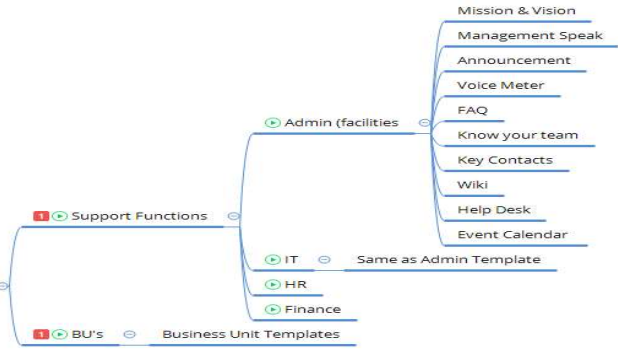 Mission & Vision
Management Speak
Announcement
Voice Meter
FAQ
Know your team
Key Contacts
Wiki
Help Desk
Event Calendar
Admin (facilities
1 Support Functions
IT
Same as Admin Template
HR
Finance
1 BU's
Business Unit Templates